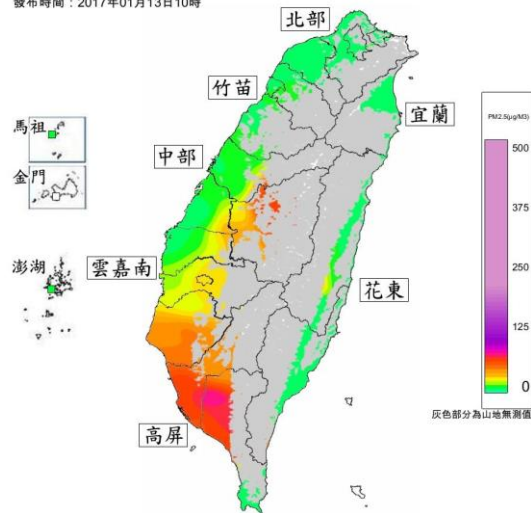 發布時間：2017年01月13日10時
北部
竹苗
宜蘭
馬祖
中部
金門
澎湖
雲嘉南
花東
高屏
PM2.5(μg/M3)
500
375
250
125
0
灰色部分為山地無測值